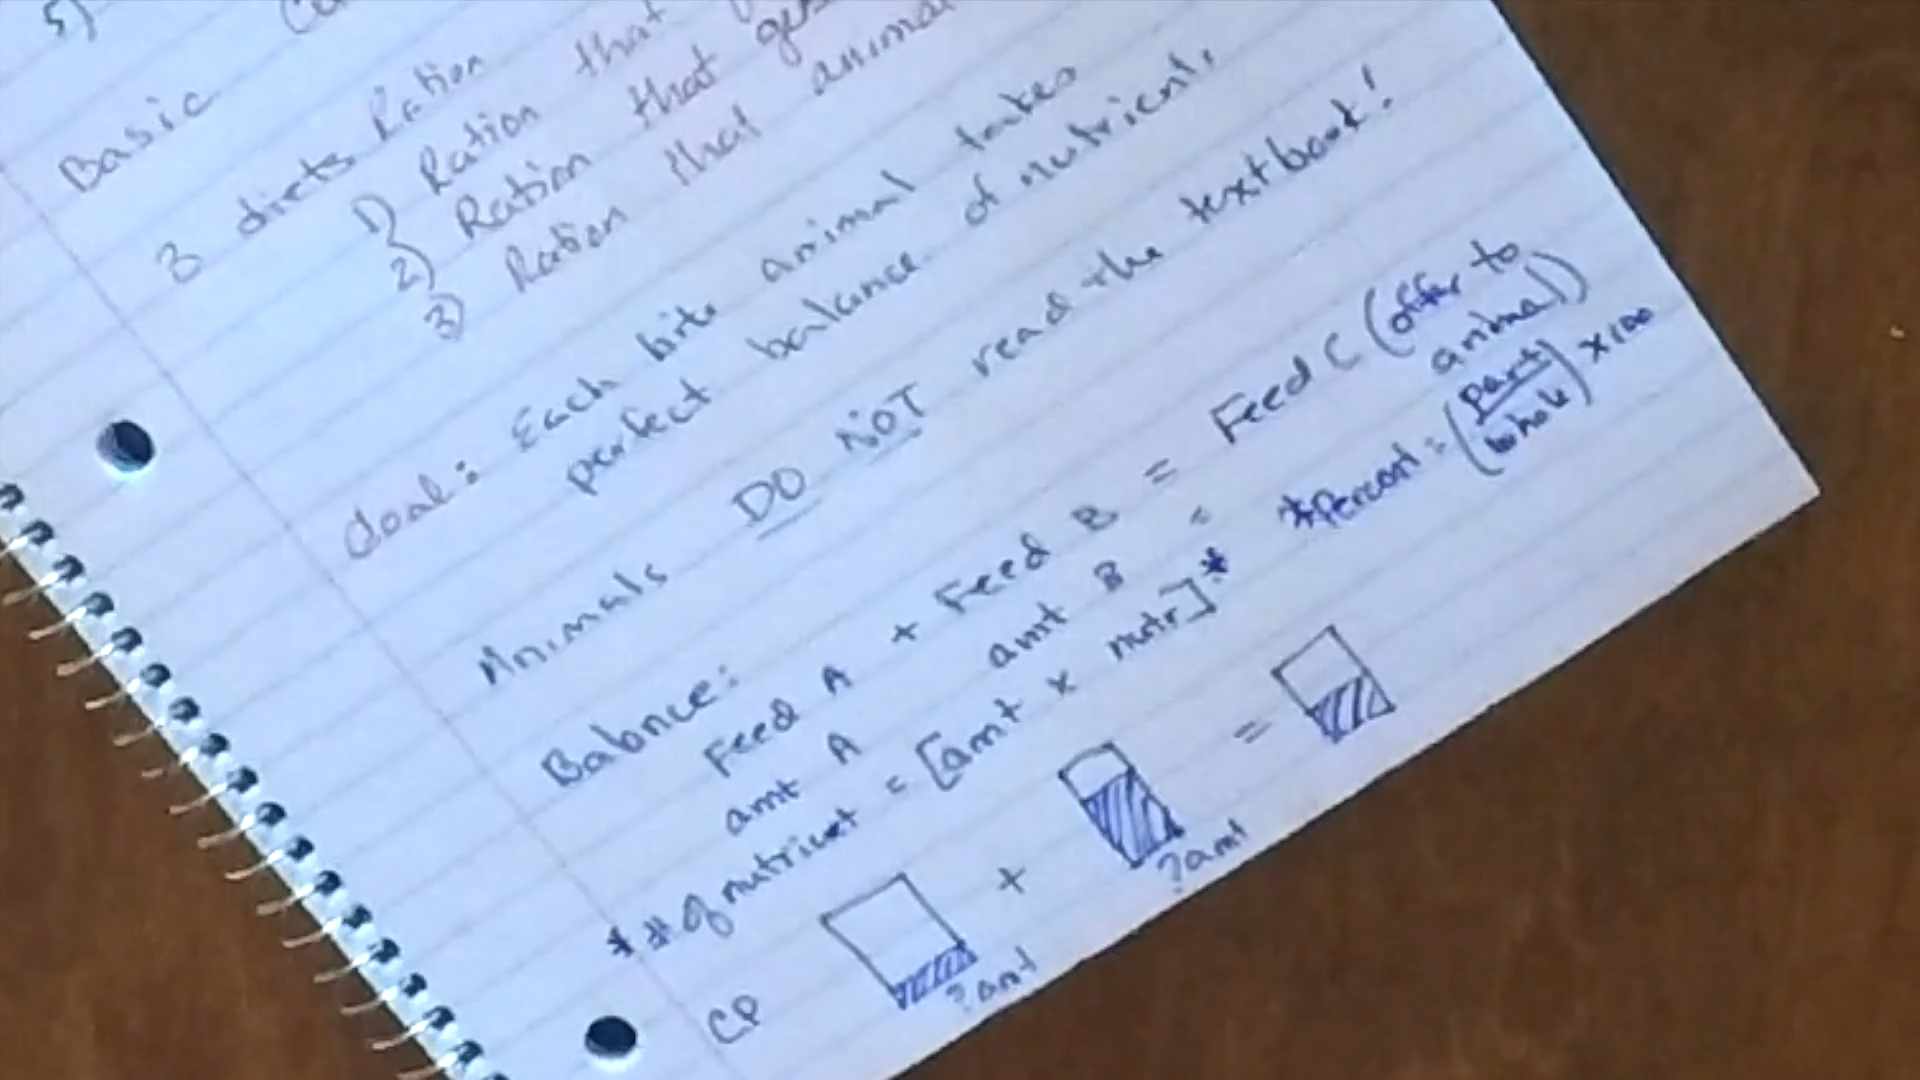 5)
Basic
3 diets Ration
1) Ration that
2) Ration that
3) Ration that animal
Goal: Each bite animal takes
perfect balance of nutrients
Animals DO NOT read the textbook!
Balance:
Feed A + Feed B = Feed C (offer to animal)
amt A amt B =
*# of nutrient = [amt x nutr]* *Percent = (part/whole) x 100
CP + =
?amt ?amt